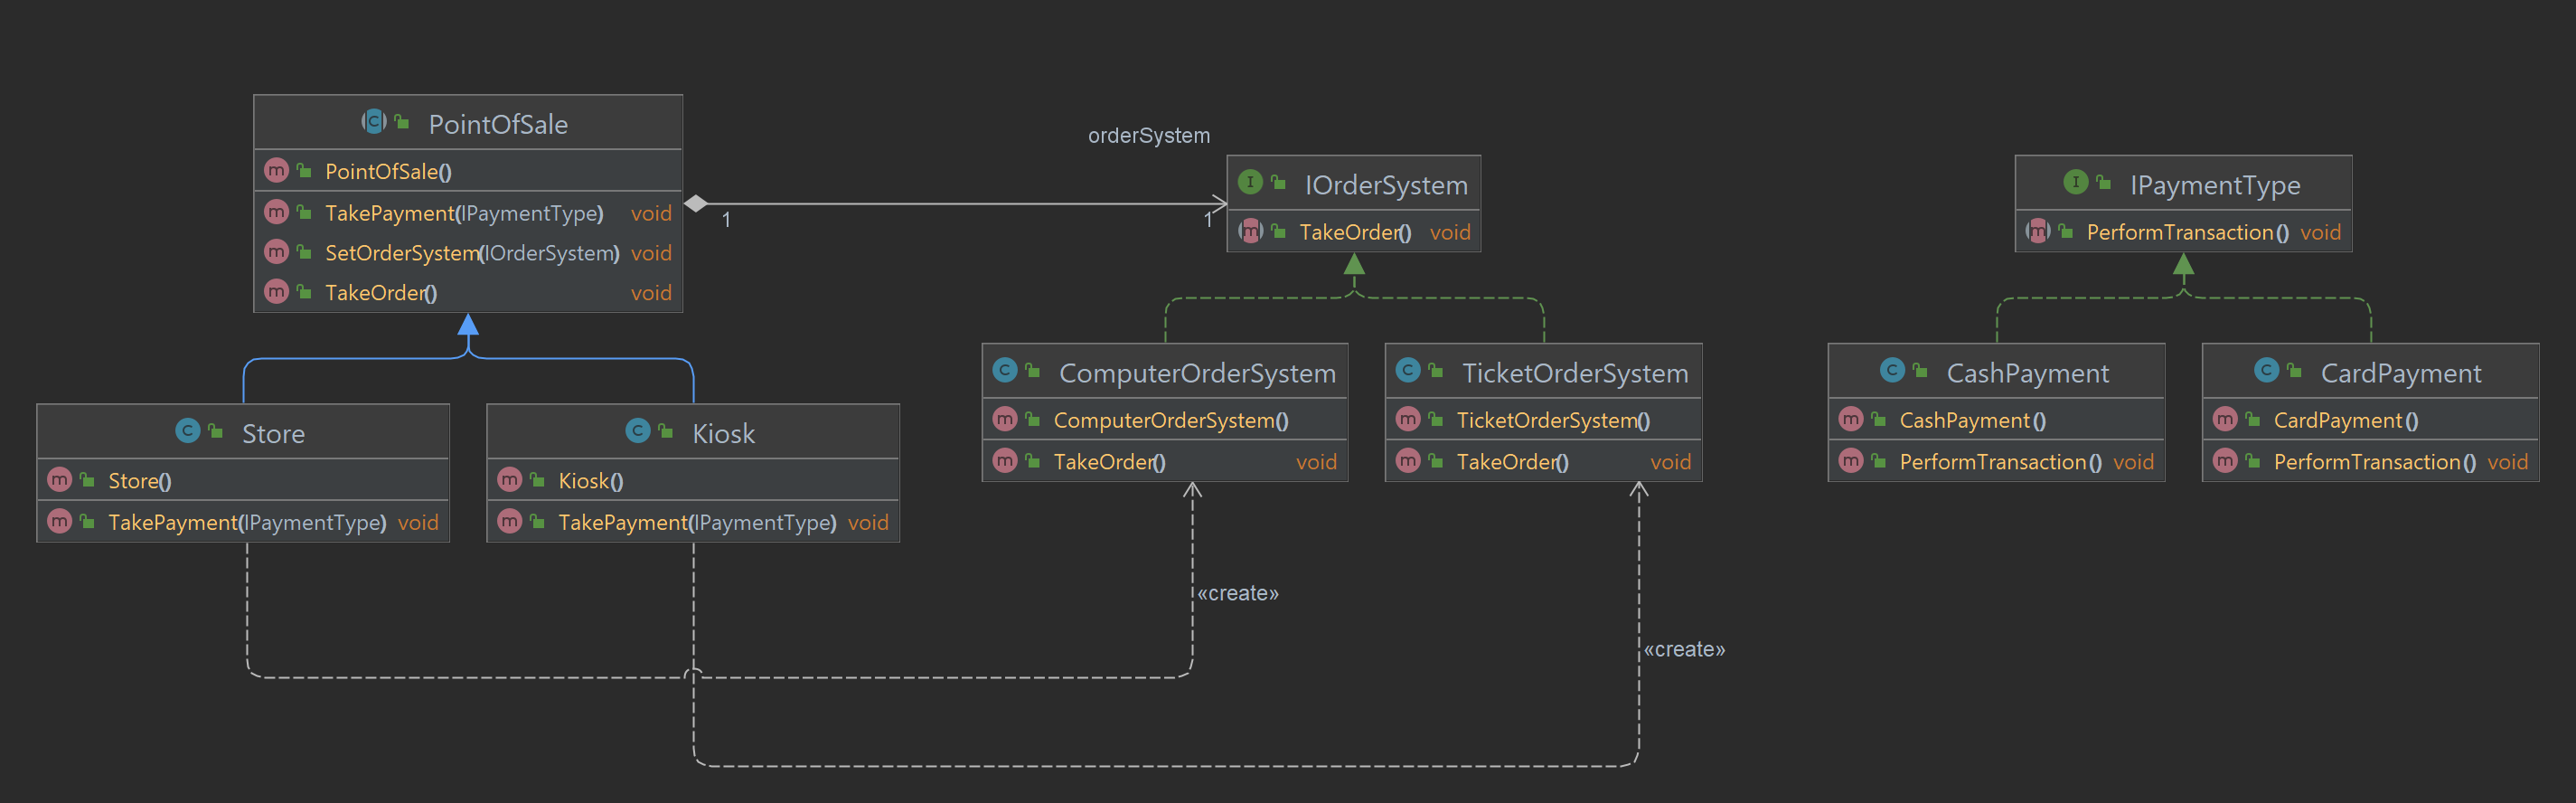 PointOfSale
PointOfSale()
TakePayment(IPaymentType) void
SetOrderSystem(IOrderSystem) void
TakeOrder() void
1
orderSystem
1
IOrderSystem
TakeOrder() void
IPaymentType
PerformTransaction() void
Store
Store()
TakePayment(IPaymentType) void
Kiosk
Kiosk()
TakePayment(IPaymentType) void
ComputerOrderSystem
ComputerOrderSystem()
TakeOrder() void
TicketOrderSystem
TicketOrderSystem()
TakeOrder() void
CashPayment
CashPayment()
PerformTransaction() void
CardPayment
CardPayment()
PerformTransaction() void
«create»
«create»